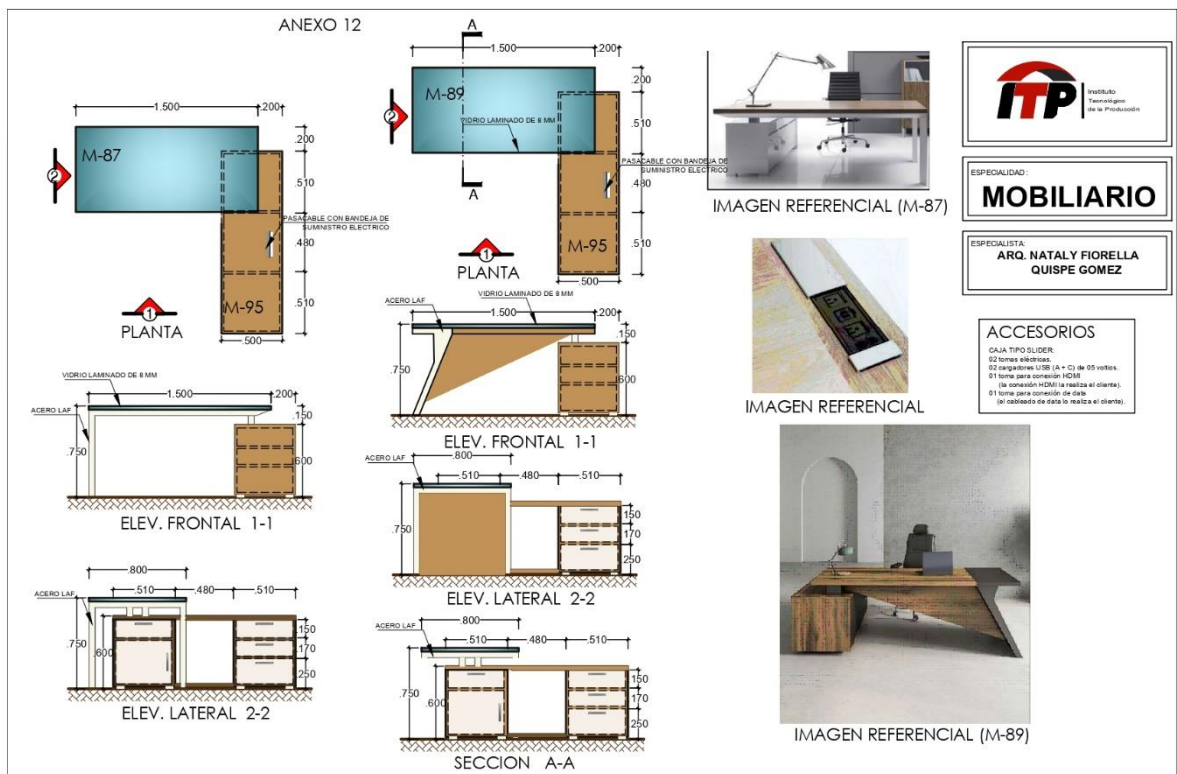 ANEXO 12
1.500
.200
.200
M-87
.510
PASACABLE CON BANDEJA DE
SUMINISTRO ELECTRICO
.480
M-95
.510
.500
2
1
PLANTA
A
1.500
.200
.200
M-89
VIDRIO LAMINADO DE 8 MM
.510
PASACABLE CON BANDEJA DE
SUMINISTRO ELECTRICO
.480
M-95
.510
.500
A
2
1
PLANTA
VIDRIO LAMINADO DE 8 MM
1.500
.200
ACERO LAF
.150
.750
600
ELEV. FRONTAL 1-1
ACERO LAF
VIDRIO LAMINADO DE 8 MM
1.500
.200
.150
.750
600
ELEV. FRONTAL 1-1
.800
ACERO LAF
.510
.480
.510
.750
.600
.150
.170
250
ELEV. LATERAL 2-2
.800
ACERO LAF
.510
.480
.510
.750
150
.170
250
ELEV. LATERAL 2-2
.800
ACERO LAF
.510
.480
.510
.750
.600
150
.170
250
SECCION A-A
IMAGEN REFERENCIAL (M-87)
IMAGEN REFERENCIAL
IMAGEN REFERENCIAL (M-89)
ITP
Instituto
Tecnológico
de la Producción
ESPECIALIDAD:
MOBILIARIO
ESPECIALISTA:
ARQ. NATALY FIORELLA
QUISPE GOMEZ
ACCESORIOS
CAJA TIPO SLIDER:
02 tomas eléctricas.
02 cargadores USB (A + C) de 05 voltios.
01 toma para conexión HDMI
(la conexión HDMI la realiza el cliente).
01 toma para conexión de data
(el cableado de data lo realiza el cliente).